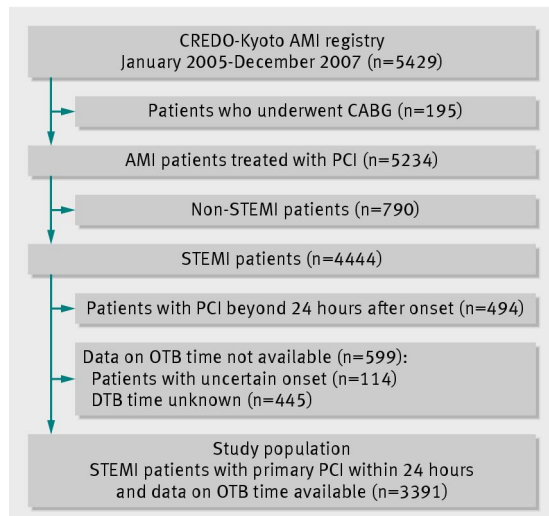 CREDO-Kyoto AMI registry
January 2005-December 2007 (n=5429)
Patients who underwent CABG (n=195)
AMI patients treated with PCI (n=5234)
Non-STEMI patients (n=790)
STEMI patients (n=4444)
Patients with PCI beyond 24 hours after onset (n=494)
Data on OTB time not available (n=599):
Patients with uncertain onset (n=114)
DTB time unknown (n=445)
Study population
STEMI patients with primary PCI within 24 hours
and data on OTB time available (n=3391)